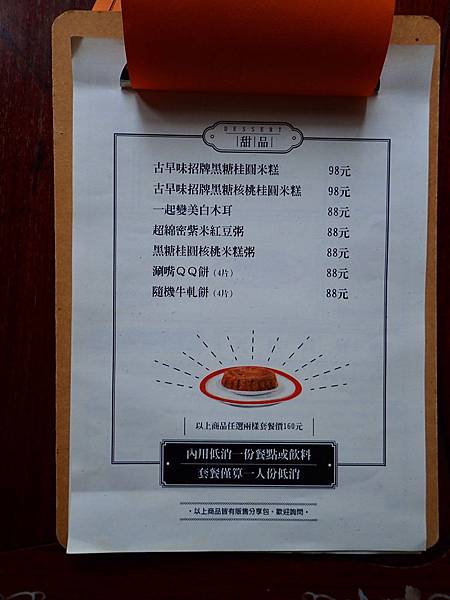 DESSERT
甜品
古早味招牌黑糖桂圓米糕 98元
古早味招牌黑糖核桃桂圓米糕 98元
一起變美白木耳 88元
超綿密紫米紅豆粥 88元
黑糖桂圓核桃米糕粥 88元
涮嘴QQ餅(4片) 88元
隨機牛軋餅(4片) 88元
以上商品任選兩樣套餐價160元
內用低消一份餐點或飲料
套餐僅算一人份低消
•以上商品皆有販售分享包，歡迎詢問•